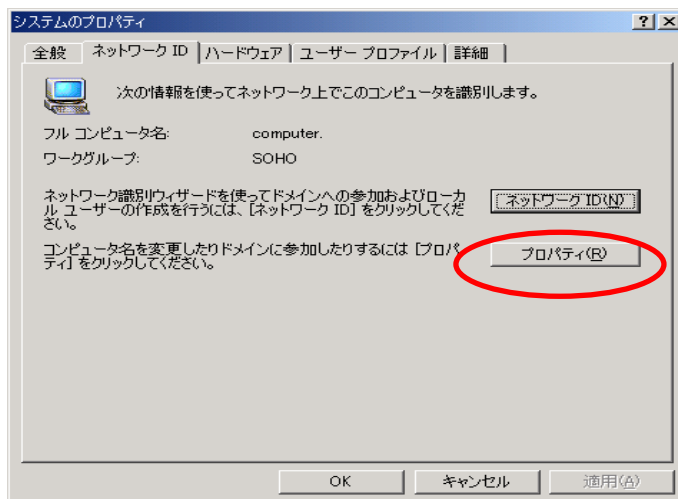 システムのプロパティ
全般 ネットワーク ID ハードウェア ユーザー プロファイル 詳細
次の情報を使ってネットワーク上でこのコンピュータを識別します。
フル コンピュータ名: computer.
ワークグループ: SOHO
ネットワーク識別ウィザードを使ってドメインへの参加およびローカ
ル ユーザーの作成を行うには、[ネットワーク ID] をクリックしてくだ
さい。
ネットワーク ID(N)
コンピュータ名を変更したりドメインに参加したりするには [プロパ
ティ] をクリックしてください。
プロパティ(R)
OK キャンセル 適用(A)